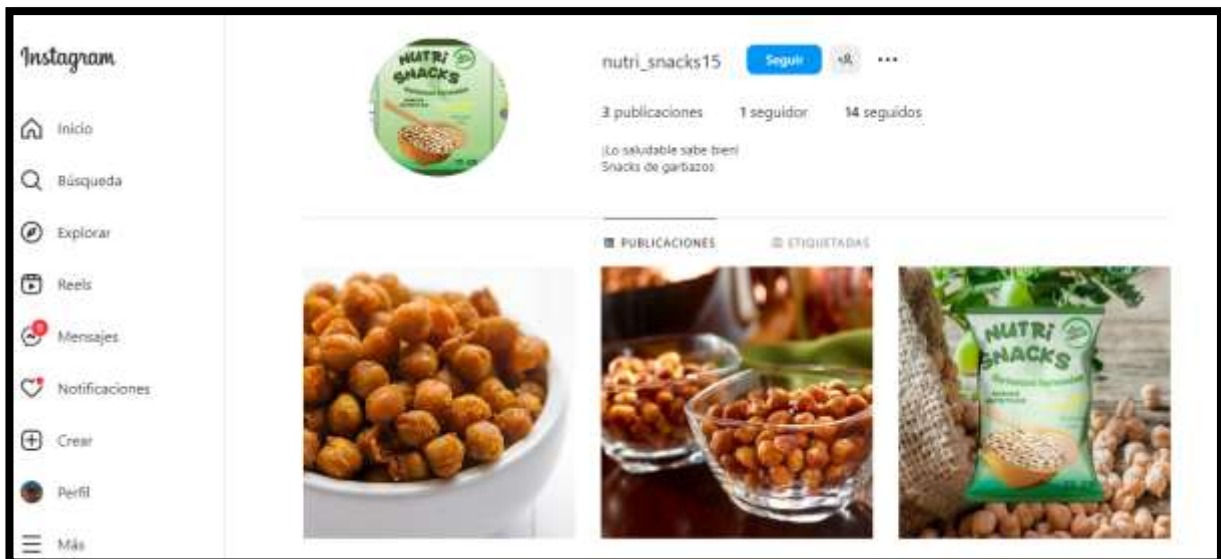 Instagram
Inicio
Búsqueda
Explorar
Reels
Mensajes
Notificaciones
Crear
Perfil
Más
nutri_snacks15 Seguir
3 publicaciones 1 seguidor 14 seguidos
¡Lo saludable sabe bien!
Snacks de garbazos
PUBLICACIONES ETIQUETADAS
NUTRi
SNACKS
NUTRi
SNACKS